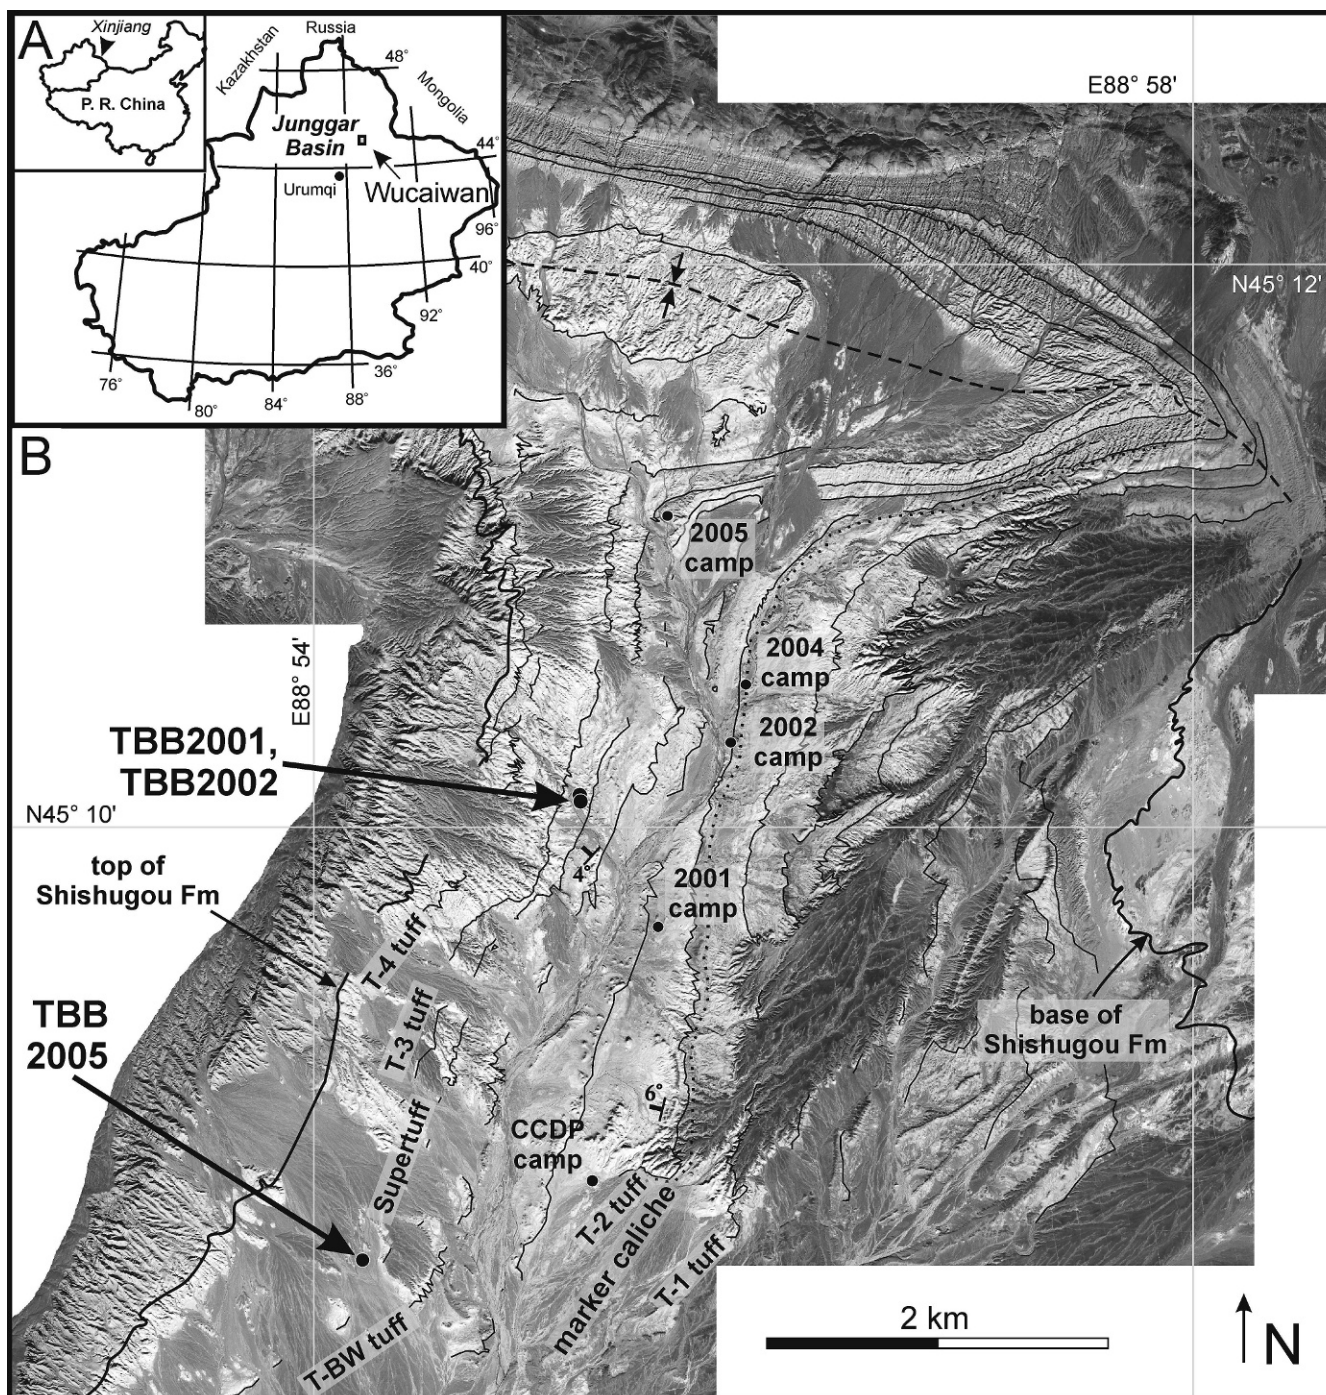 A
Xinjiang
P. R. China
Kazakhstan
Russia
48°
Mongolia
Junggar
Basin
44°
Urumqi
Wucaiwan
96°
40°
92°
36°
76°
80°
84°
88°
E88° 58'
N45° 12'
B
2005
camp
E88° 54'
2004
camp
2002
camp
TBB2001,
TBB2002
N45° 10'
4°
top of
Shishugou Fm
2001
camp
T-4 tuff
T-3 tuff
TBB
2005
base of
Shishugou Fm
6°
Supertuff
CCDP
camp
T-2 tuff
marker caliche
T-1 tuff
T-BW tuff
2 km
N